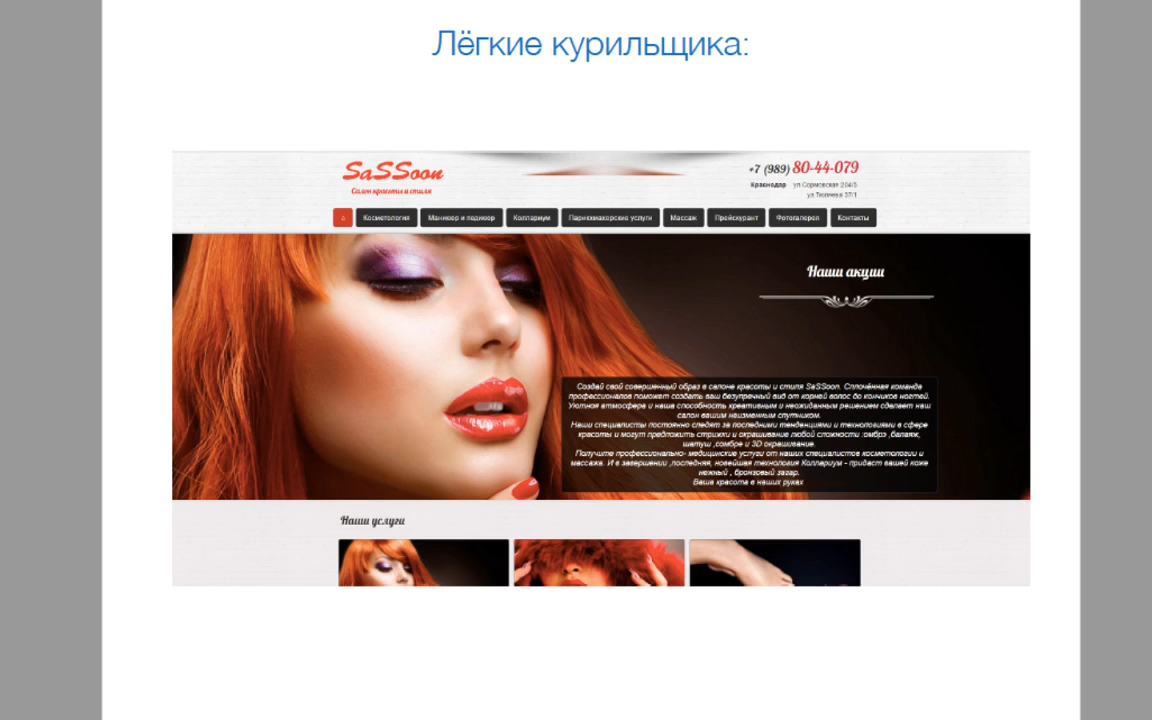 Лёгкие курильщика:
SaSSoon
Салон красоты и стиля
+7 (989) 80-44-079
Краснодар ул Сормовская 204/5
ул Тюляева 37/1
Косметология Маникюр и педикюр Коллариум Парикмахерские услуги Массаж Прейскурант Фотогалерея Контакты
Наши акции
Создай свой совершенный образ в салоне красоты и стиля SaSSoon. Сплочённая команда
профессионалов поможет создать ваш безупречный вид от корней волос до кончиков ногтей.
Уютная атмосфера и наша способность креативным и неожиданным решением сделает наш
салон вашим неизменным спутником.
Наши специалисты постоянно следят за последними тенденциями и технологиями в сфере
красоты и могут предложить стрижки и окрашивание любой сложности :омбрэ ,балаяж,
шатуш ,сомбре и 3D окрашивание.
Получите профессионально- медицинские услуги от наших специалистов косметологии и
массажа. И в завершении ,последняя, новейшая технология Коллариум - придаст вашей коже
нежный , бронзовый загар.
Ваша красота в наших руках
Наши услуги